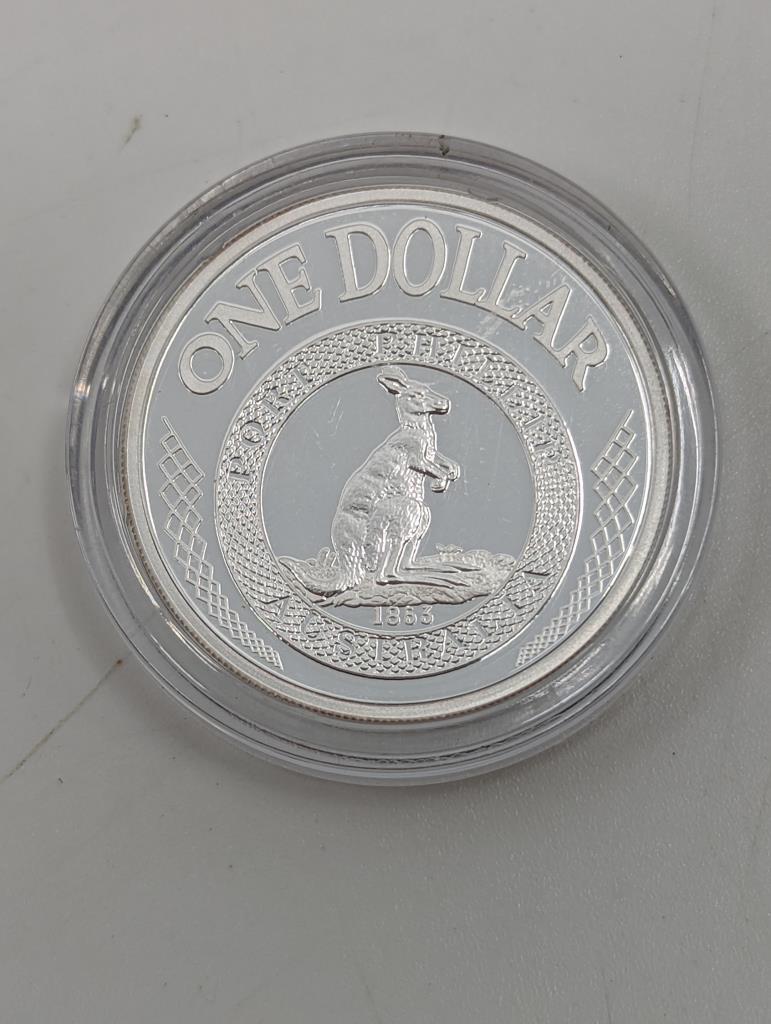 ONE DOLLAR
PORT PHILLIP
1853
AUSTRALIA